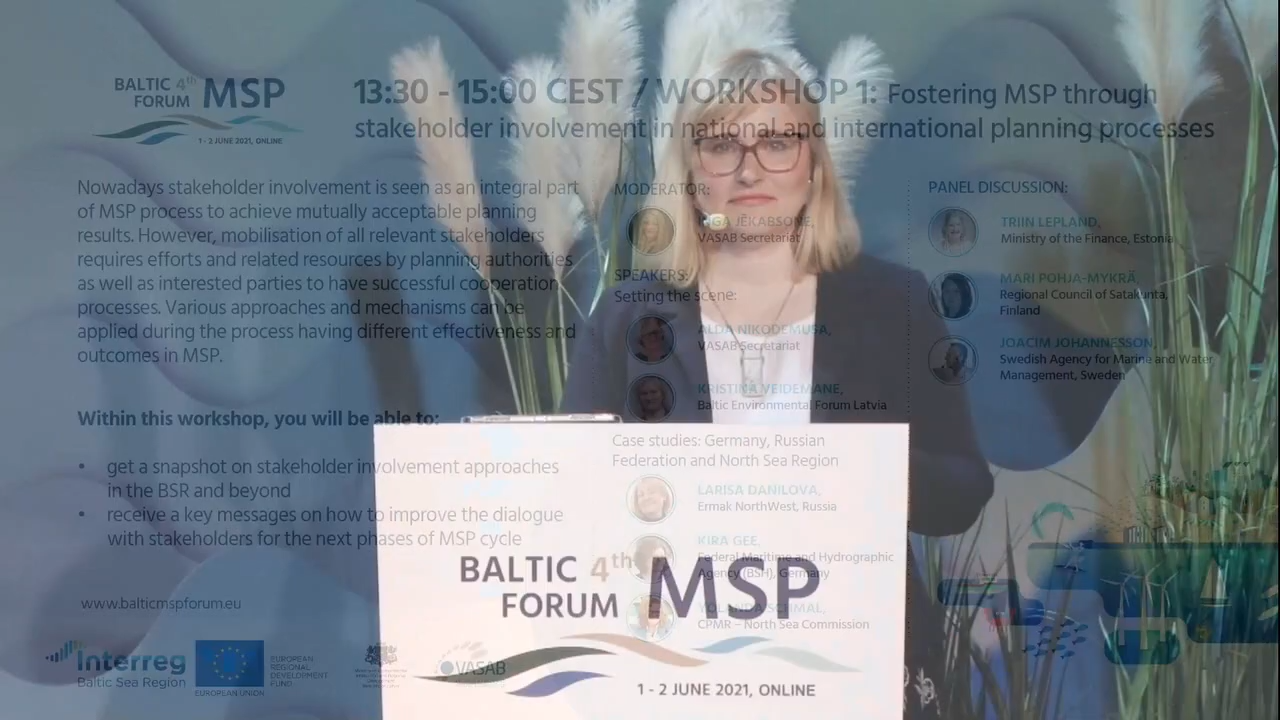 BALTIC 4th
FORUM MSP
1 - 2 JUNE 2021, ONLINE
13:30 - 15:00 CEST / WORKSHOP 1: Fostering MSP through
stakeholder involvement in national and international planning processes
Nowadays stakeholder involvement is seen as an integral part
of MSP process to achieve mutually acceptable planning
results. However, mobilisation of all relevant stakeholders
requires efforts and related resources by planning authorities
as well as interested parties to have successful cooperation
processes. Various approaches and mechanisms can be
applied during the process having different effectiveness and
outcomes in MSP.
Within this workshop, you will be able to:
• get a snapshot on stakeholder involvement approaches
in the BSR and beyond
• receive a key messages on how to improve the dialogue
with stakeholders for the next phases of MSP cycle
www.balticmspforum.eu
MODERATOR:
JĒKABSONE,
VASAB Secretariat
SPEAKERS:
Setting the scene:
ALDA NIKODEMUSA,
VASAB Secretariat
KRISTINA VEIDEMANE,
Baltic Environmental Forum Latvia
Case studies: Germany, Russian
Federation and North Sea Region
LARISA DANILOVA,
Ermak NorthWest, Russia
KIRA GEE,
Federal Maritime and Hydrographic
Agency (BSH), Germany
CPMR – North Sea Commission
PANEL DISCUSSION:
TRIIN LEPLAND,
Ministry of the Finance, Estonia
MARI POHJA-MYKRÄ,
Regional Council of Satakunta,
Finland
JOACIM JOHANNESSON,
Swedish Agency for Marine and Water
Management, Sweden
Interreg
Baltic Sea Region
EUROPEAN UNION
EUROPEAN
REGIONAL
DEVELOPMENT
FUND
VASAB
BALTIC 4th
FORUM MSP
1 - 2 JUNE 2021, ONLINE